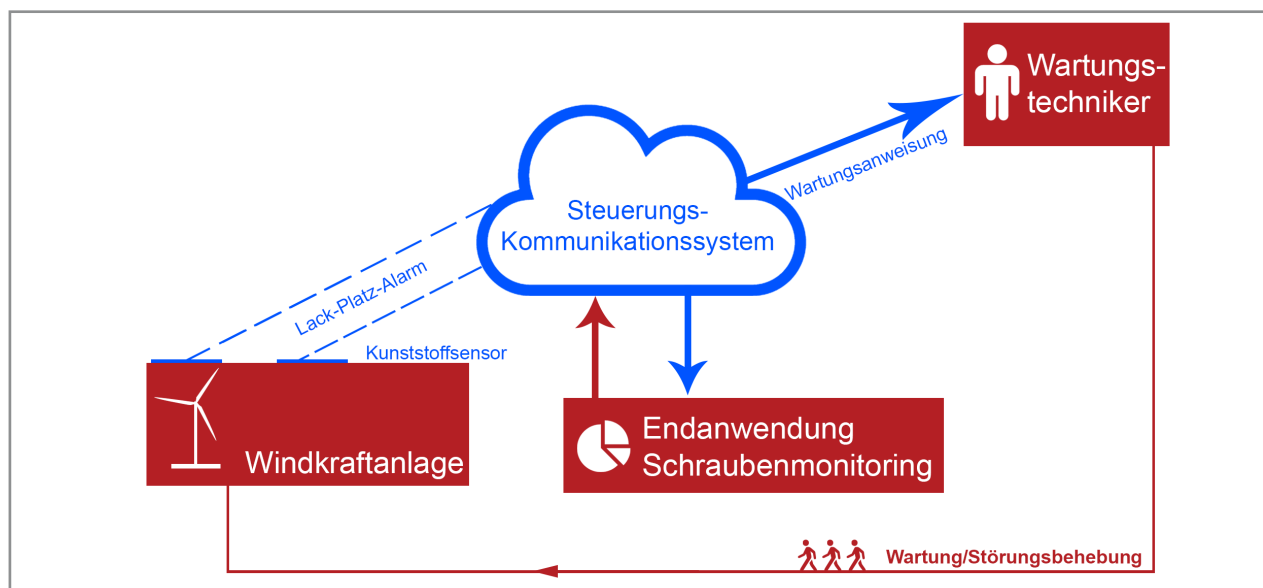 Wartungs-
techniker
Wartungsanweisung
Steuerungs-
Kommunikationssystem
Lack-Platz-Alarm
Kunststoffsensor
Windkraftanlage
Endanwendung
Schraubenmonitoring
Wartung/Störungsbehebung